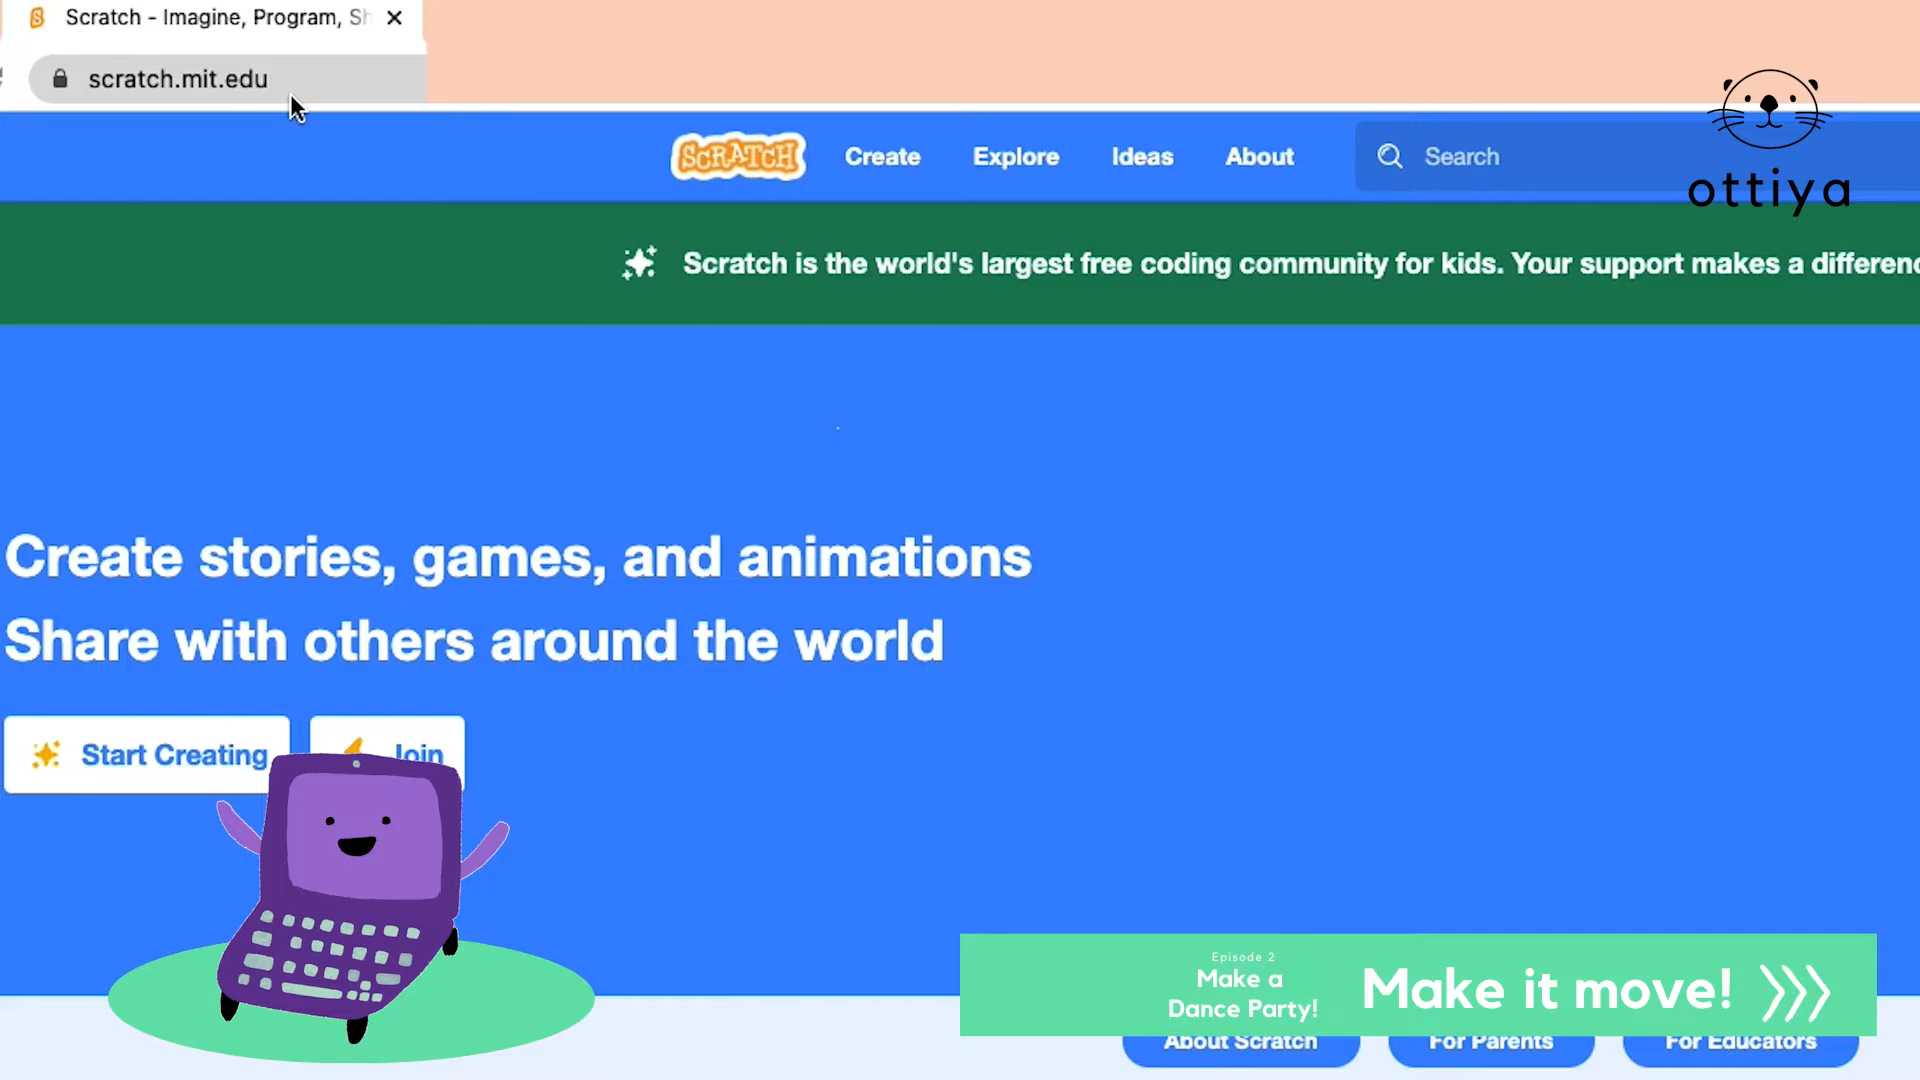 Scratch - Imagine, Program, Sh
scratch.mit.edu
SCRATCH
Create
Explore
Ideas
About
Search
ottiya
Scratch is the world's largest free coding community for kids. Your support makes a differenc
Create stories, games, and animations
Share with others around the world
Start Creating
Join
Episode 2
Make a
Dance Party!
Make it move!
About Scratch
For Parents
For Educators